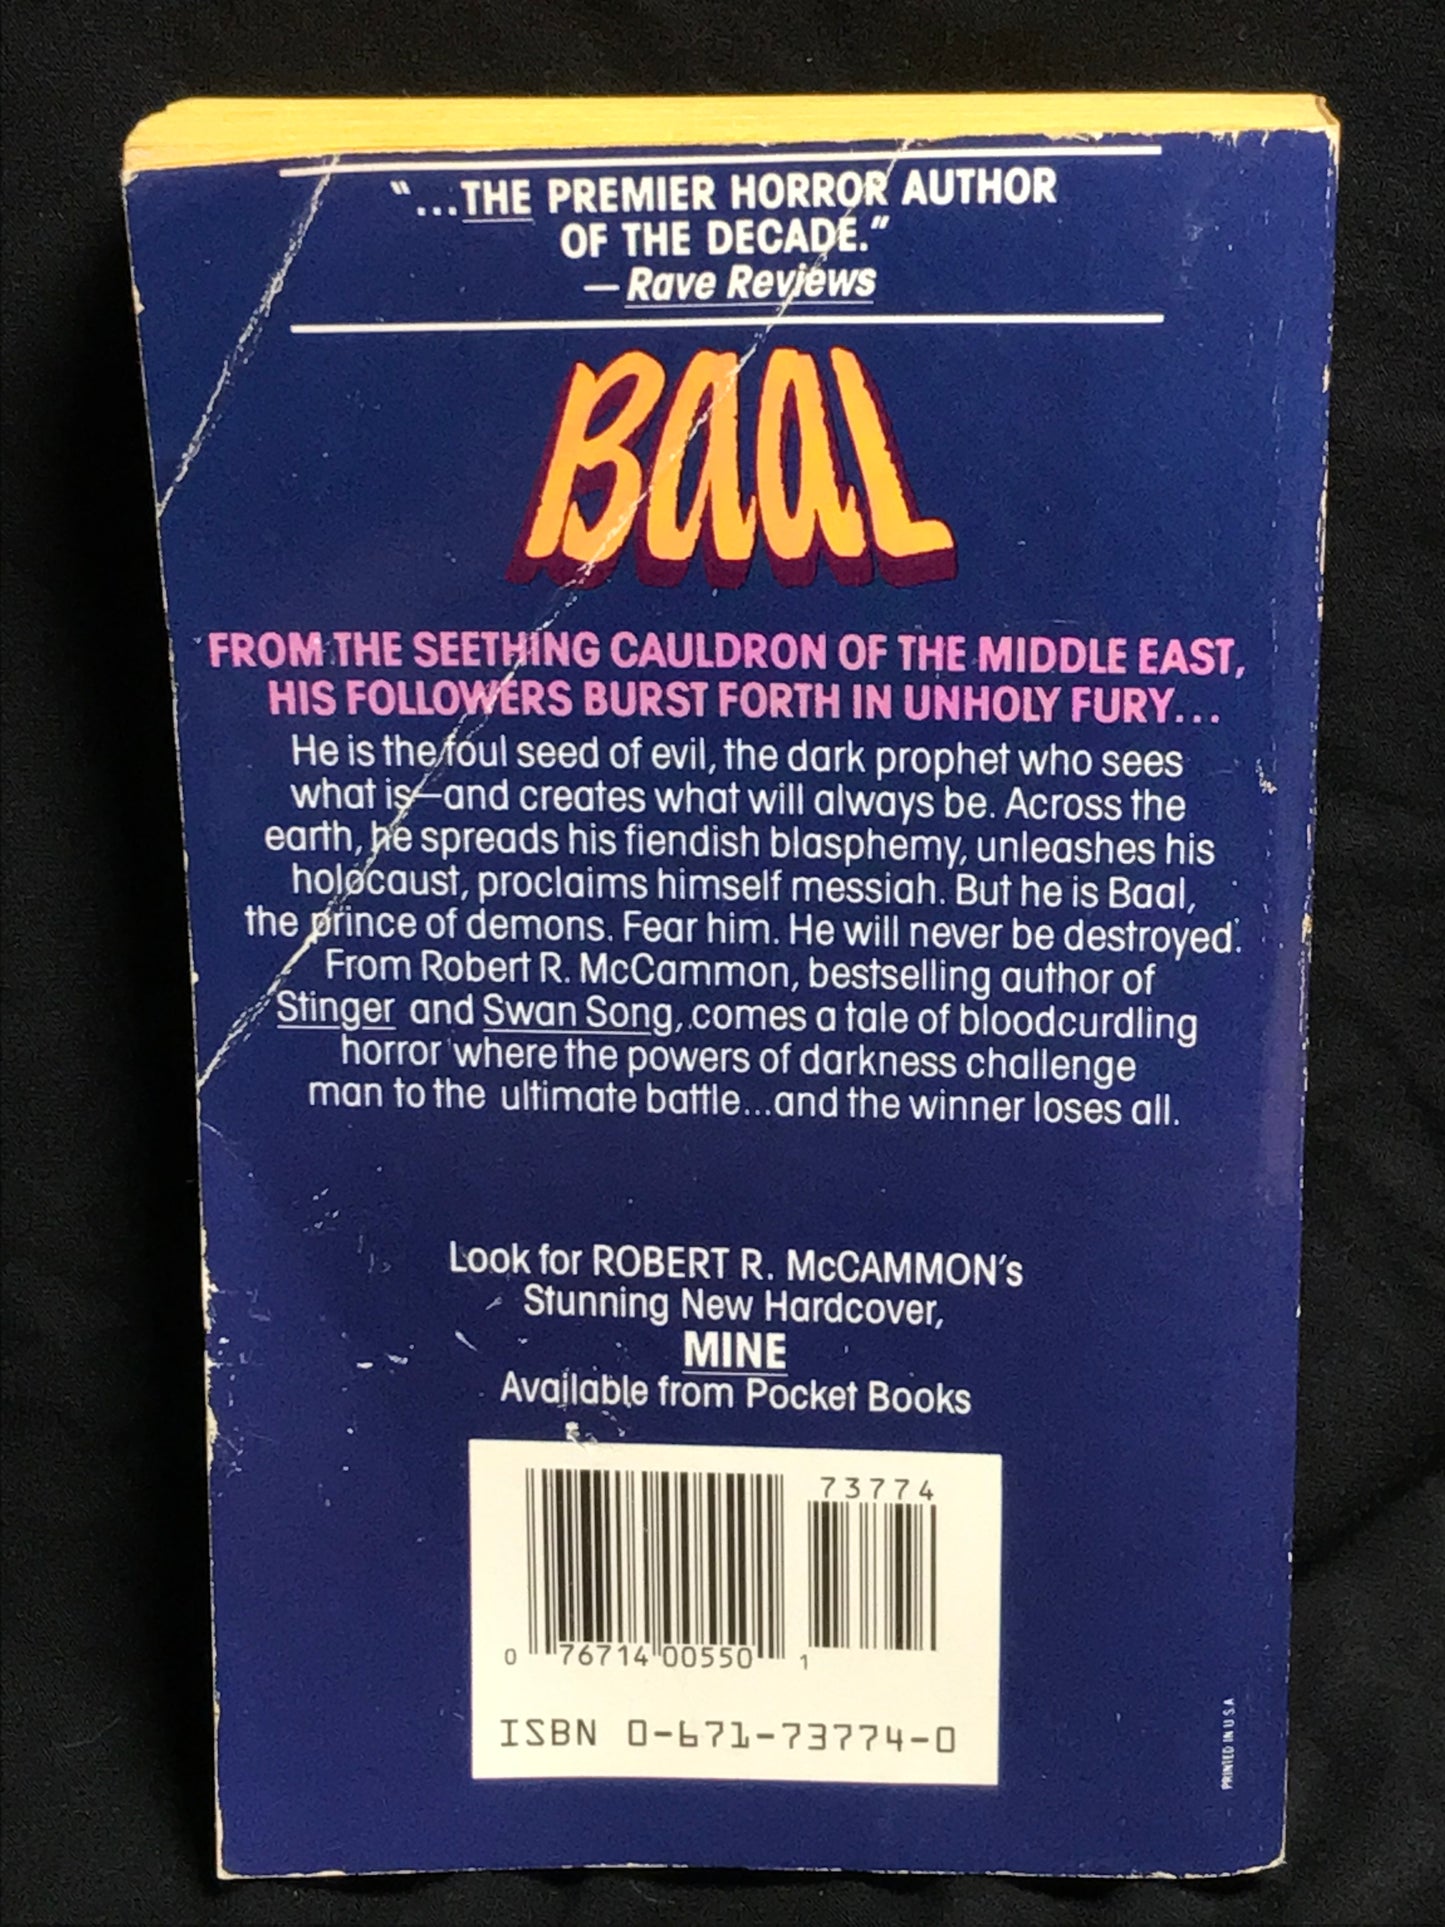 “...THE PREMIER HORROR AUTHOR
OF THE DECADE.”
—Rave Reviews
Baal
FROM THE SEETHING CAULDRON OF THE MIDDLE EAST,
HIS FOLLOWERS BURST FORTH IN UNHOLY FURY...
He is the foul seed of evil, the dark prophet who sees
what is—and creates what will always be. Across the
earth, he spreads his fiendish blasphemy, unleashes his
holocaust, proclaims himself messiah. But he is Baal,
the prince of demons. Fear him. He will never be destroyed.
From Robert R. McCammon, bestselling author of
Stinger and Swan Song, comes a tale of bloodcurdling
horror where the powers of darkness challenge
man to the ultimate battle...and the winner loses all.
Look for ROBERT R. McCAMMON's
Stunning New Hardcover,
MINE
Available from Pocket Books
73774
0 76714 00550 1
ISBN 0-671-73774-0
PRINTED IN U.S.A